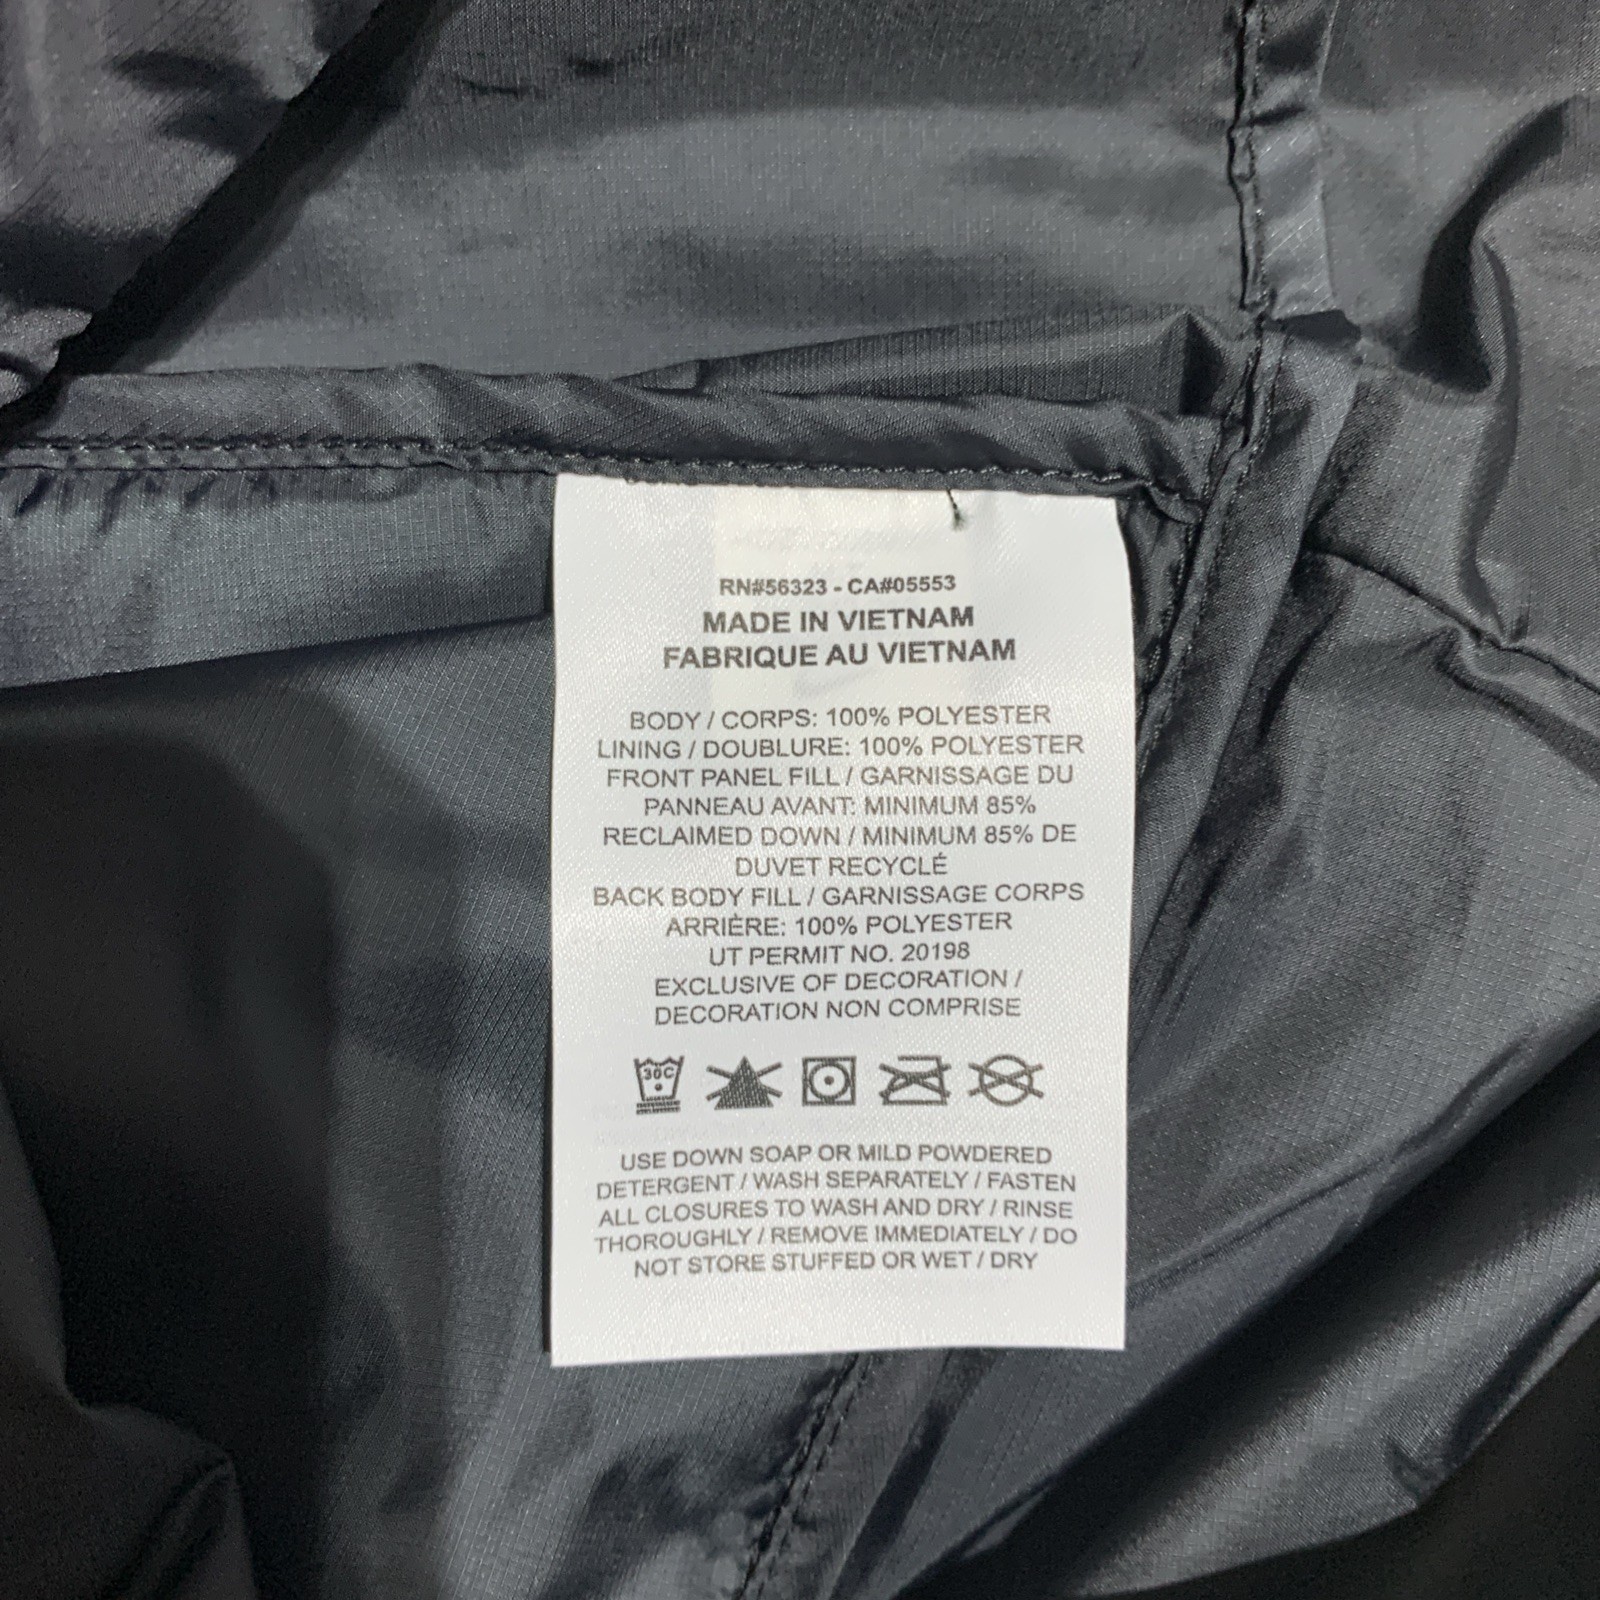 RN#56323 - CA#05553
MADE IN VIETNAM
FABRIQUE AU VIETNAM
BODY / CORPS: 100% POLYESTER
LINING / DOUBLURE: 100% POLYESTER
FRONT PANEL FILL / GARNISSAGE DU
PANNEAU AVANT: MINIMUM 85%
RECLAIMED DOWN / MINIMUM 85% DE
DUVET RECYCLÉ
BACK BODY FILL / GARNISSAGE CORPS
ARRIÈRE: 100% POLYESTER
UT PERMIT NO. 20198
EXCLUSIVE OF DECORATION /
DECORATION NON COMPRISE
30C
USE DOWN SOAP OR MILD POWDERED
DETERGENT / WASH SEPARATELY / FASTEN
ALL CLOSURES TO WASH AND DRY / RINSE
THOROUGHLY / REMOVE IMMEDIATELY / DO
NOT STORE STUFFED OR WET / DRY